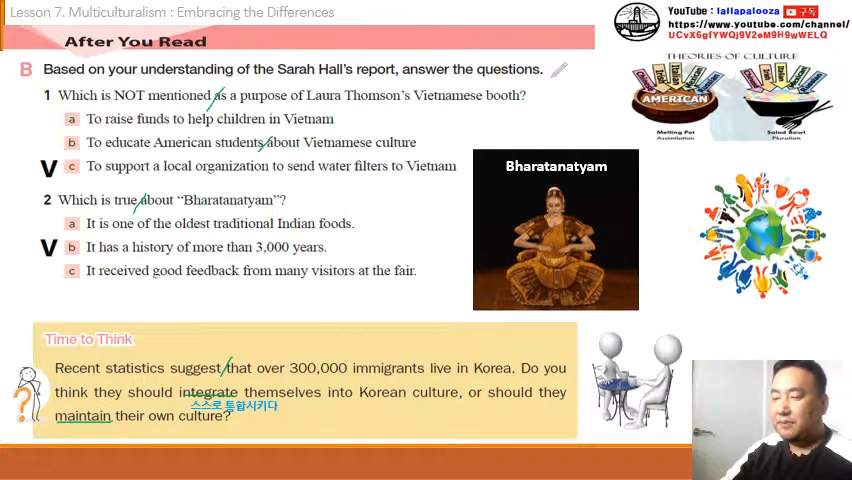 Lesson 7. Multiculturalism : Embracing the Differences
After You Read
YouTube : lallapalooza 구독
https://www.youtube.com/channel/
UCvX6gfYWQj9V2eM9H9wWELQ
B Based on your understanding of the Sarah Hall's report, answer the questions.
1 Which is NOT mentioned as a purpose of Laura Thomson's Vietnamese booth?
a To raise funds to help children in Vietnam
b To educate American students about Vietnamese culture
V c To support a local organization to send water filters to Vietnam
2 Which is true about “Bharatanatyam”?
a It is one of the oldest traditional Indian foods.
V b It has a history of more than 3,000 years.
c It received good feedback from many visitors at the fair.
THEORIES OF CULTURE
AMERICAN
Melting Pot
Assimilation
Salad Bowl
Pluralism
Bharatanatyam
Time to Think
Recent statistics suggest that over 300,000 immigrants live in Korea. Do you
think they should integrate themselves into Korean culture, or should they
스스로 통합시키다
maintain their own culture?